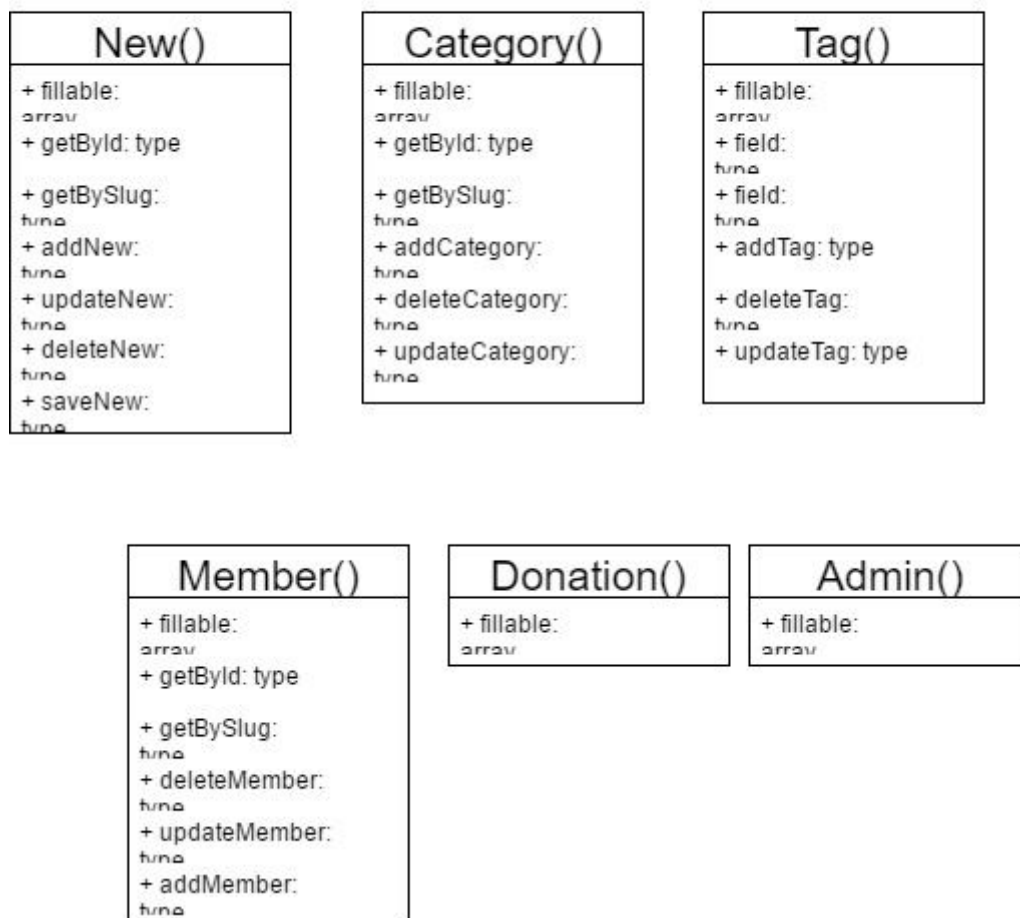 New()
+ fillable:
array
+ getById: type
+ getBySlug:
type
+ addNew:
type
+ updateNew:
type
+ deleteNew:
type
+ saveNew:
type
Category()
+ fillable:
array
+ getById: type
+ getBySlug:
type
+ addCategory:
type
+ deleteCategory:
type
+ updateCategory:
type
Tag()
+ fillable:
array
+ field:
type
+ field:
type
+ addTag: type
+ deleteTag:
type
+ updateTag: type
Member()
+ fillable:
array
+ getById: type
+ getBySlug:
type
+ deleteMember:
type
+ updateMember:
type
+ addMember:
type
Donation()
+ fillable:
array
Admin()
+ fillable:
array